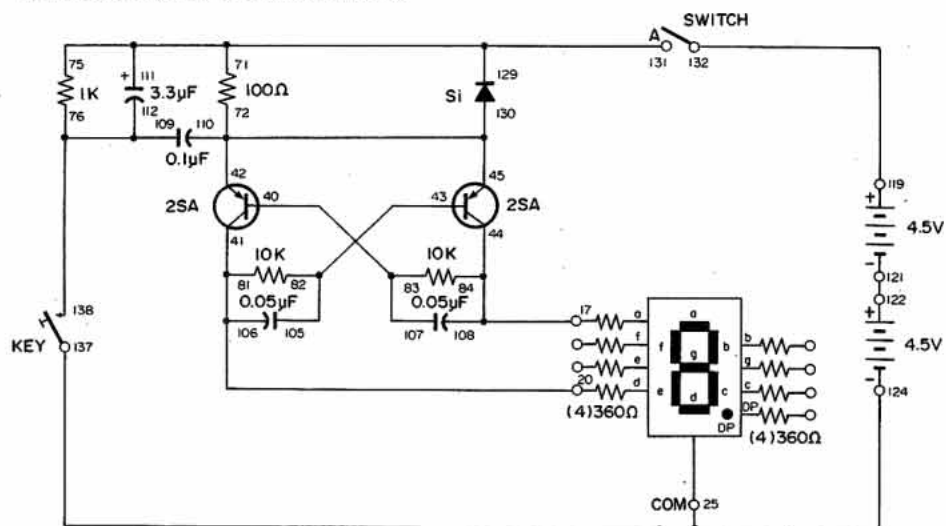 SWITCH
A
131
132
75
1K
76
+
111
3.3µF
112
109
110
0.1µF
71
100Ω
72
129
Si
130
42
2SA
40
41
45
43
2SA
44
10K
81
82
0.05µF
106
105
10K
83
84
0.05µF
107
108
138
KEY
137
17
a
f
e
20
d
(4)360Ω
a
f
b
g
e
c
d
DP
b
g
c
DP
(4)360Ω
COM
25
119
+
4.5V
-
121
122
+
4.5V
-
124